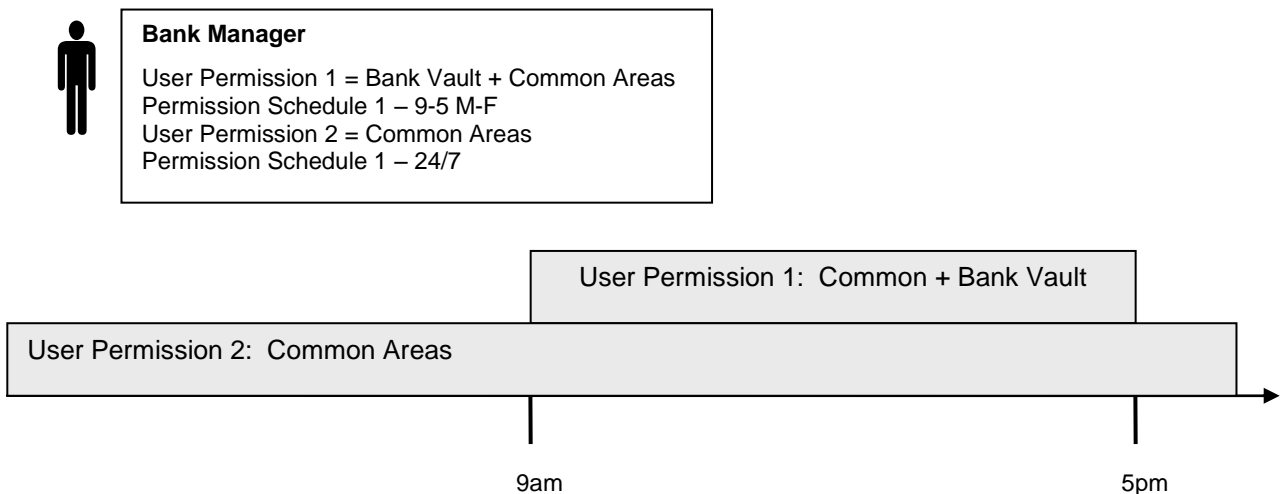 Bank Manager
User Permission 1 = Bank Vault + Common Areas
Permission Schedule 1 – 9-5 M-F
User Permission 2 = Common Areas
Permission Schedule 1 – 24/7
User Permission 1:  Common + Bank Vault
User Permission 2:  Common Areas
9am
5pm